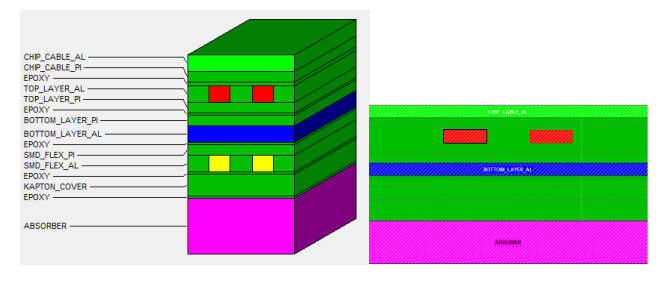 CHIP_CABLE_AL
CHIP_CABLE_PI
EPOXY
TOP_LAYER_AL
TOP_LAYER_PI
EPOXY
BOTTOM_LAYER_PI
BOTTOM_LAYER_AL
EPOXY
SMD_FLEX_PI
SMD_FLEX_AL
EPOXY
KAPTON_COVER
EPOXY
ABSORBER
CHIP_CABLE_AL
BOTTOM_LAYER_AL
ABSORBER